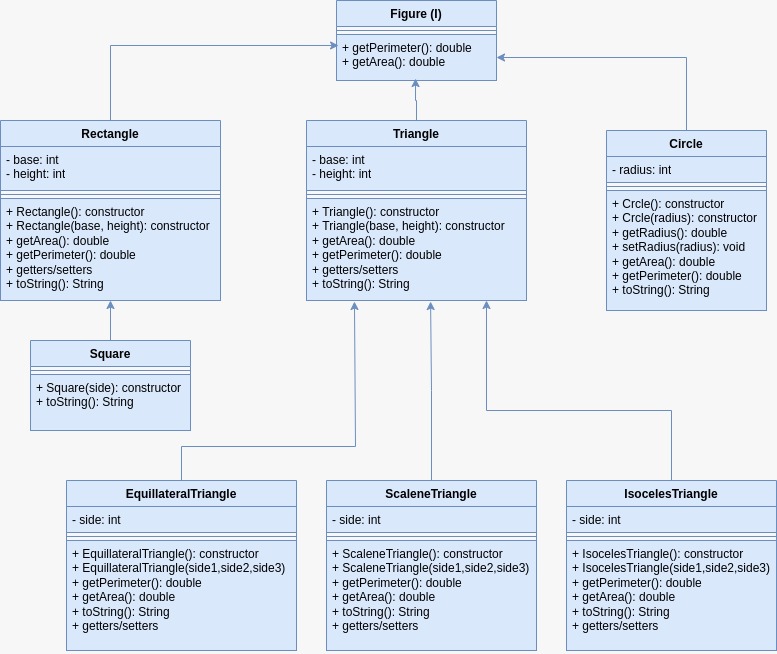 Figure (I)
+ getPerimeter(): double
+ getArea(): double
Rectangle
- base: int
- height: int
+ Rectangle(): constructor
+ Rectangle(base, height): constructor
+ getArea(): double
+ getPerimeter(): double
+ getters/setters
+ toString(): String
Triangle
- base: int
- height: int
+ Triangle(): constructor
+ Triangle(base, height): constructor
+ getArea(): double
+ getPerimeter(): double
+ getters/setters
+ toString(): String
Circle
- radius: int
+ Crcle(): constructor
+ Crcle(radius): constructor
+ getRadius(): double
+ setRadius(radius): void
+ getArea(): double
+ getPerimeter(): double
+ toString(): String
Square
+ Square(side): constructor
+ toString(): String
EquillateralTriangle
- side: int
+ EquillateralTriangle(): constructor
+ EquillateralTriangle(side1,side2,side3)
+ getPerimeter(): double
+ getArea(): double
+ toString(): String
+ getters/setters
ScaleneTriangle
- side: int
+ ScaleneTriangle(): constructor
+ ScaleneTriangle(side1,side2,side3)
+ getPerimeter(): double
+ getArea(): double
+ toString(): String
+ getters/setters
IsocelesTriangle
- side: int
+ IsocelesTriangle(): constructor
+ IsocelesTriangle(side1,side2,side3)
+ getPerimeter(): double
+ getArea(): double
+ toString(): String
+ getters/setters